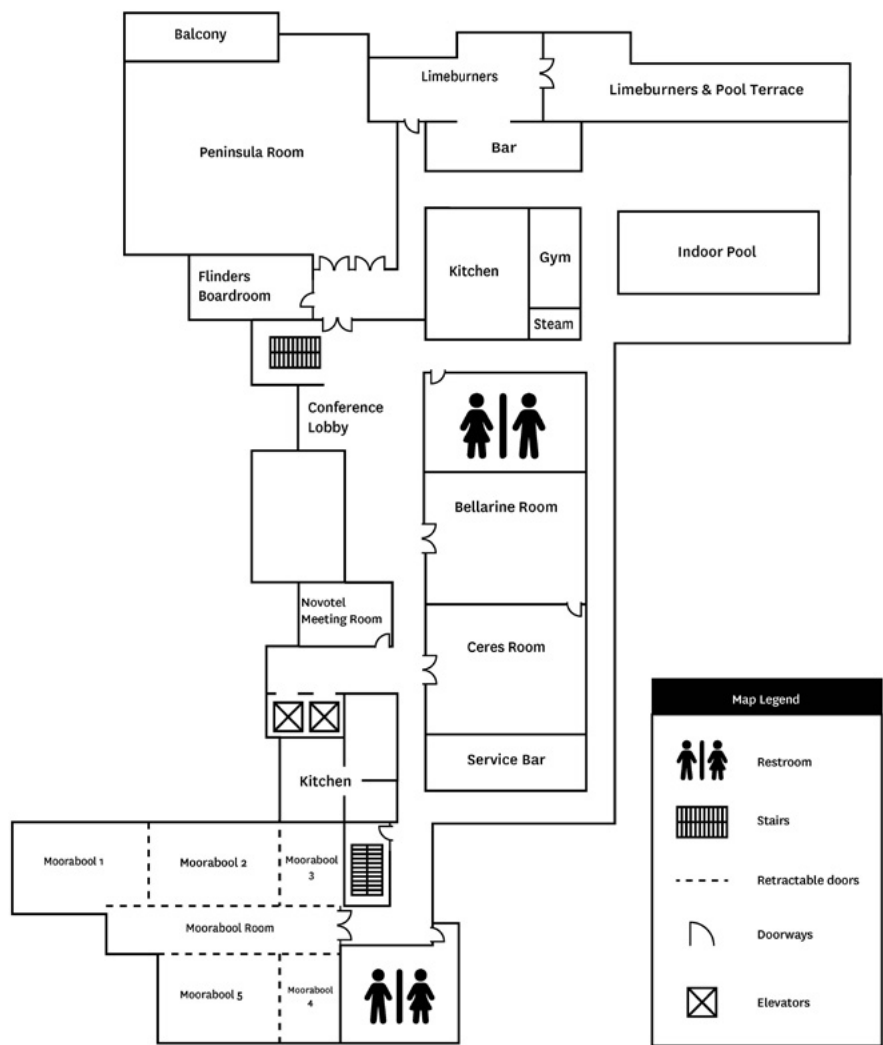 Balcony
Limeburners
Limeburners & Pool Terrace
Bar
Peninsula Room
Flinders
Boardroom
Kitchen
Gym
Steam
Indoor Pool
Conference
Lobby
Bellarine Room
Novotel
Meeting Room
Ceres Room
Service Bar
Kitchen
Moorabool 1
Moorabool 2
Moorabool
3
Moorabool Room
Moorabool 5
Moorabool
4
Map Legend
Restroom
Stairs
Retractable doors
Doorways
Elevators